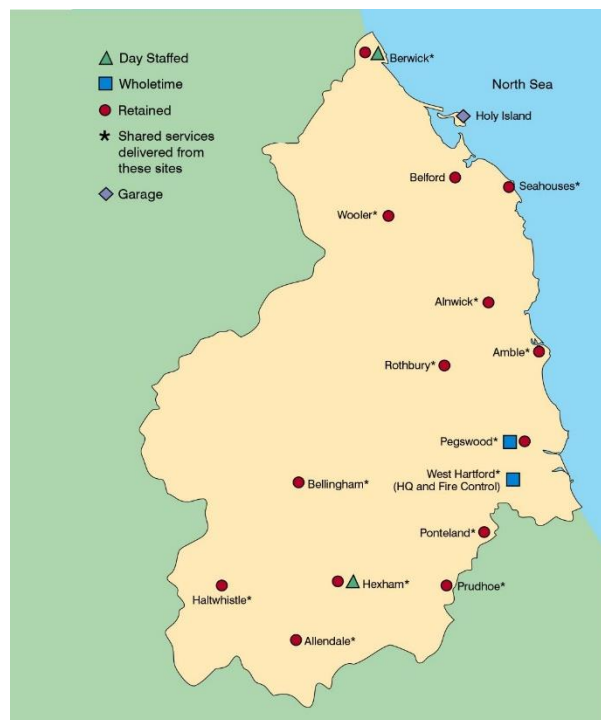 Day Staffed
Wholetime
Retained
* Shared services
delivered from
these sites
Garage
Berwick*
North Sea
Holy Island
Belford
Seahouses*
Wooler*
Alnwick*
Amble*
Rothbury*
Pegswood*
West Hartford*
(HQ and Fire Control)
Bellingham*
Ponteland*
Hexham*
Prudhoe*
Haltwhistle*
Allendale*